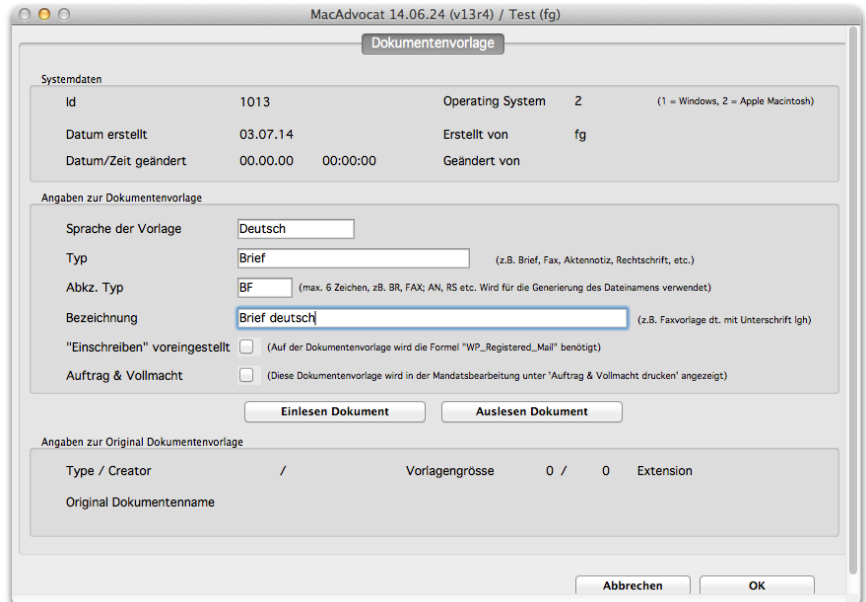 MacAdvocat 14.06.24 (v13r4) / Test (fg)
Dokumentenvorlage
Systemdaten
Id 1013 Operating System 2 (1 = Windows, 2 = Apple Macintosh)
Datum erstellt 03.07.14 Erstellt von fg
Datum/Zeit geändert 00.00.00 00:00:00 Geändert von
Angaben zur Dokumentenvorlage
Sprache der Vorlage Deutsch
Typ Brief (z.B. Brief, Fax, Aktennotiz, Rechtschrift, etc.)
Abkz. Typ BF (max. 6 Zeichen, zB. BR, FAX; AN, RS etc. Wird für die Generierung des Dateinamens verwendet)
Bezeichnung Brief deutsch (z.B. Faxvorlage dt. mit Unterschrift lgh)
"Einschreiben" voreingestellt (Auf der Dokumentenvorlage wird die Formel "WP_Registered_Mail" benötigt)
Auftrag & Vollmacht (Diese Dokumentenvorlage wird in der Mandatsbearbeitung unter 'Auftrag & Vollmacht drucken' angezeigt)
Einlesen Dokument Auslesen Dokument
Angaben zur Original Dokumentenvorlage
Type / Creator / Vorlagengrösse 0 / 0 Extension
Original Dokumentenname
Abbrechen OK